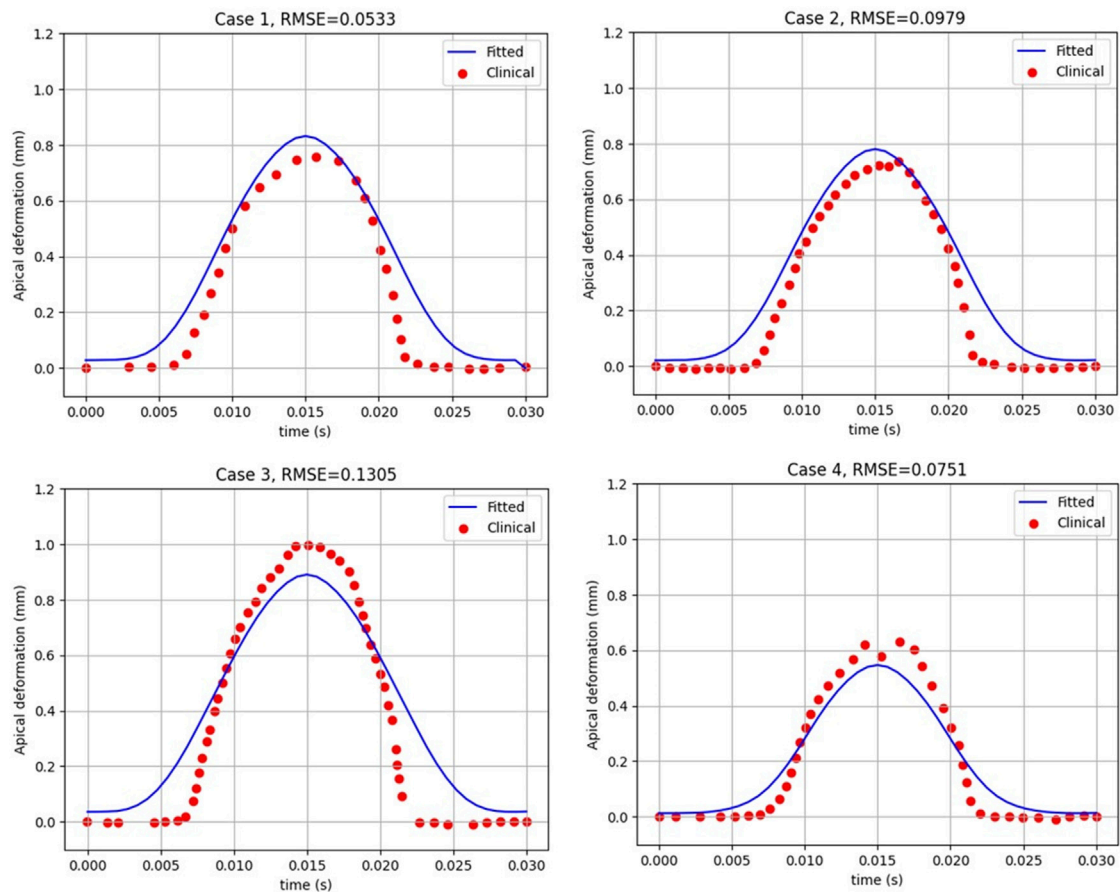 Case 1, RMSE=0.0533
1.2
1.0
0.8
0.6
0.4
0.2
0.0
Apical deformation (mm)
Fitted
Clinical
0.000 0.005 0.010 0.015 0.020 0.025 0.030
time (s)
Case 2, RMSE=0.0979
1.2
1.0
0.8
0.6
0.4
0.2
0.0
Apical deformation (mm)
Fitted
Clinical
0.000 0.005 0.010 0.015 0.020 0.025 0.030
time (s)
Case 3, RMSE=0.1305
1.2
1.0
0.8
0.6
0.4
0.2
0.0
Apical deformation (mm)
Fitted
Clinical
0.000 0.005 0.010 0.015 0.020 0.025 0.030
time (s)
Case 4, RMSE=0.0751
1.2
1.0
0.8
0.6
0.4
0.2
0.0
Apical deformation (mm)
Fitted
Clinical
0.000 0.005 0.010 0.015 0.020 0.025 0.030
time (s)